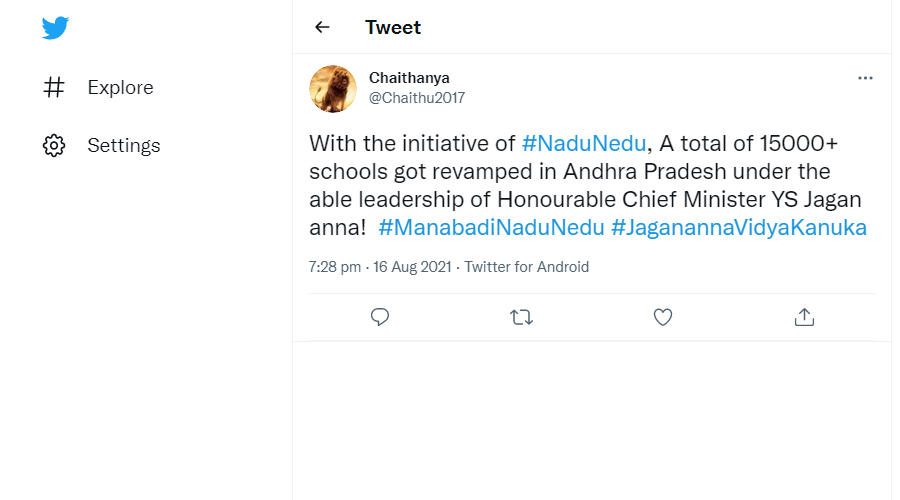 Tweet
Explore
Settings
Chaithanya
@Chaithu2017
With the initiative of #NaduNedu, A total of 15000+
schools got revamped in Andhra Pradesh under the
able leadership of Honourable Chief Minister YS Jagan
anna! #ManabadiNaduNedu #JaganannaVidyaKanuka
7:28 pm · 16 Aug 2021 · Twitter for Android